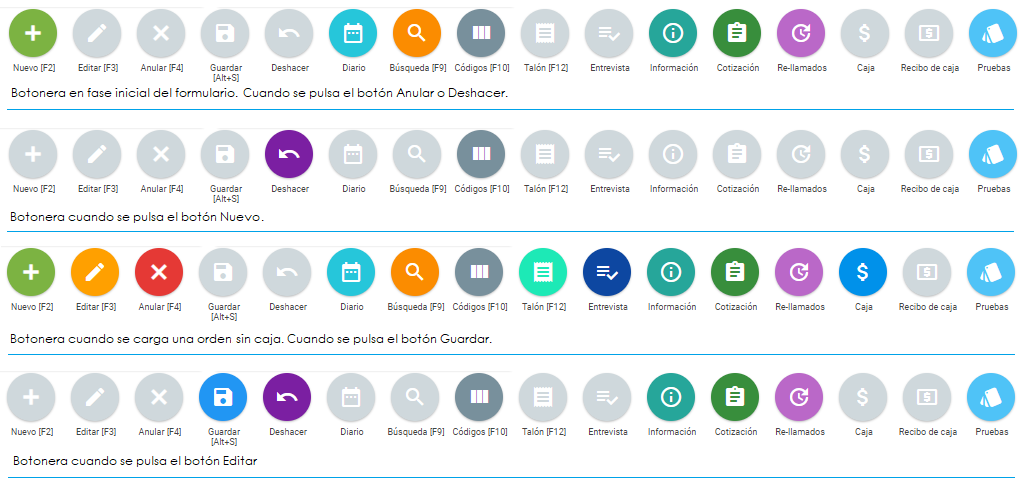 Nuevo [F2] Editar [F3] Anular [F4] Guardar [Alt+S] Deshacer Diario Búsqueda [F9] Códigos [F10] Talón [F12] Entrevista Información Cotización Re-llamados Caja Recibo de caja Pruebas
Botonera en fase inicial del formulario. Cuando se pulsa el botón Anular o Deshacer.
Nuevo [F2] Editar [F3] Anular [F4] Guardar [Alt+S] Deshacer Diario Búsqueda [F9] Códigos [F10] Talón [F12] Entrevista Información Cotización Re-llamados Caja Recibo de caja Pruebas
Botonera cuando se pulsa el botón Nuevo.
Nuevo [F2] Editar [F3] Anular [F4] Guardar [Alt+S] Deshacer Diario Búsqueda [F9] Códigos [F10] Talón [F12] Entrevista Información Cotización Re-llamados Caja Recibo de caja Pruebas
Botonera cuando se carga una orden sin caja. Cuando se pulsa el botón Guardar.
Nuevo [F2] Editar [F3] Anular [F4] Guardar [Alt+S] Deshacer Diario Búsqueda [F9] Códigos [F10] Talón [F12] Entrevista Información Cotización Re-llamados Caja Recibo de caja Pruebas
Botonera cuando se pulsa el botón Editar